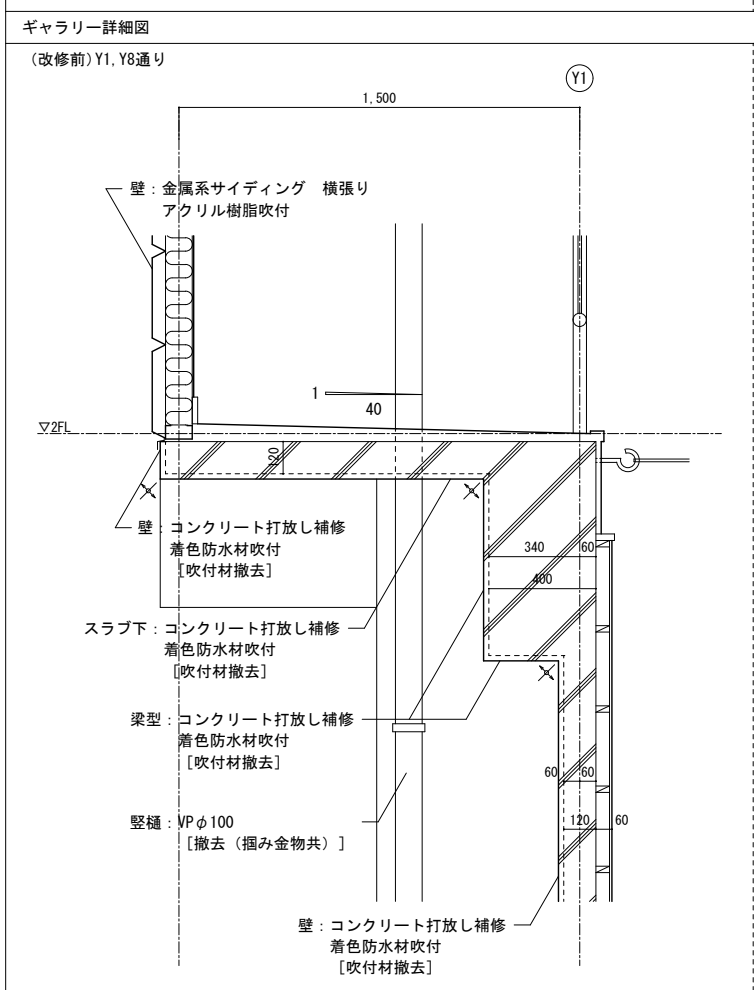 ギャラリー詳細図
(改修前)Y1,Y8通り
Y1
1,500
壁：金属系サイディング　横張り
アクリル樹脂吹付
1
40
▽2FL
120
壁：コンクリート打放し補修
着色防水材吹付
[吹付材撤去]
340
60
400
スラブ下：コンクリート打放し補修
着色防水材吹付
[吹付材撤去]
梁型：コンクリート打放し補修
着色防水材吹付
[吹付材撤去]
60
60
竪樋：VPφ100
[撤去（掴み金物共）]
120
60
壁：コンクリート打放し補修
着色防水材吹付
[吹付材撤去]